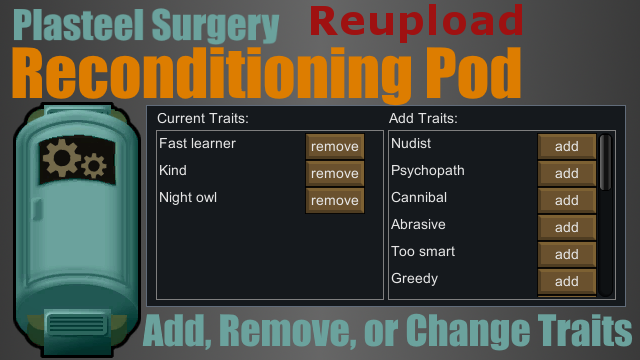 Plasteel Surgery
Reupload
Reconditioning Pod
Current Traits:
Fast learner remove
Kind remove
Night owl remove
Add Traits:
Nudist add
Psychopath add
Cannibal add
Abrasive add
Too smart add
Greedy add
Add, Remove, or Change Traits